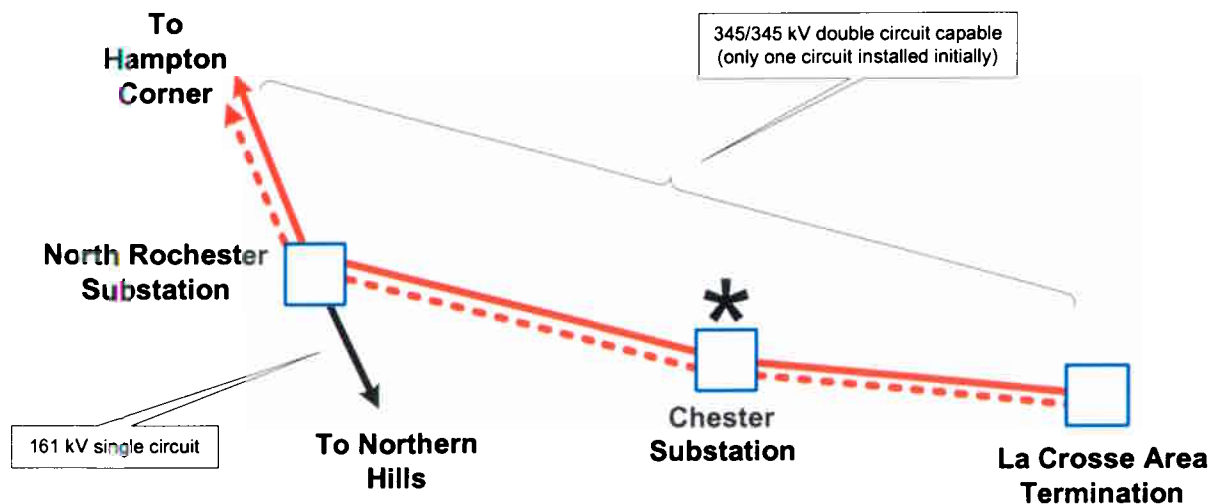 To
Hampton
Corner
345/345 kV double circuit capable
(only one circuit installed initially)
North Rochester
Substation
*
161 kV single circuit
To Northern
Hills
Chester
Substation
La Crosse Area
Termination